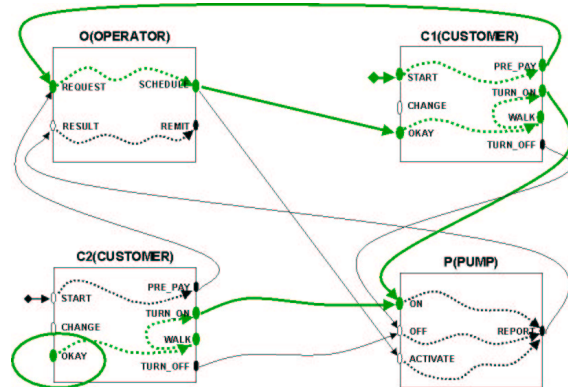 O(OPERATOR)
REQUEST
SCHEDULE
RESULT
REMIT
C1(CUSTOMER)
PRE_PAY
START
TURN_ON
CHANGE
WALK
OKAY
TURN_OFF
C2(CUSTOMER)
PRE_PAY
START
TURN_ON
CHANGE
WALK
OKAY
TURN_OFF
P(PUMP)
ON
OFF
REPORT
ACTIVATE